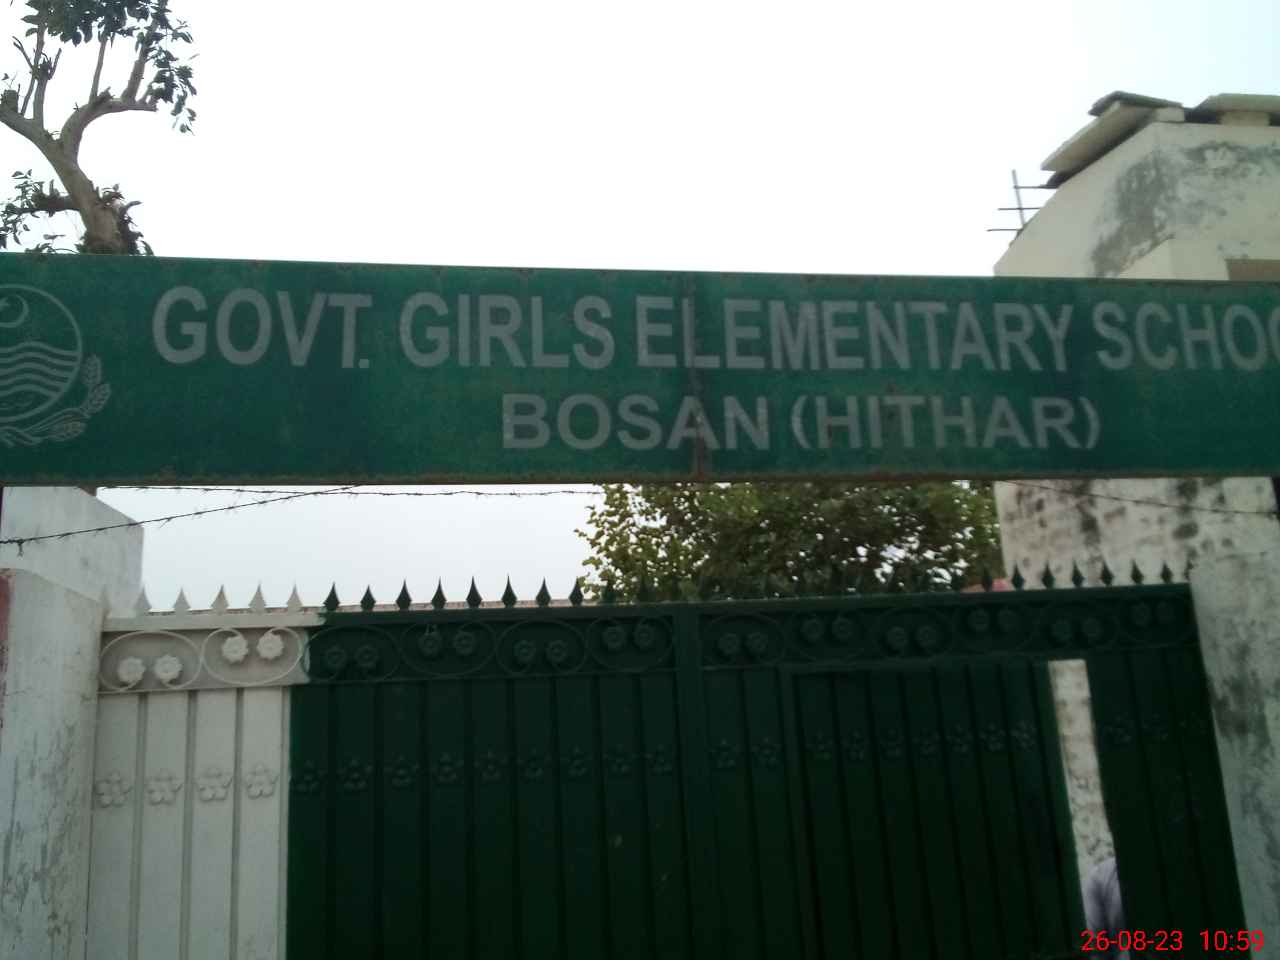 GOVT. GIRLS ELEMENTARY SCHOO
BOSAN (HITHAR)
26-08-23 10:59